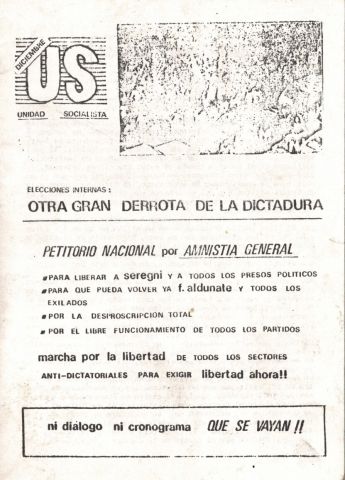 DICIEMBRE
US
UNIDAD SOCIALISTA
ELECCIONES INTERNAS:
OTRA GRAN DERROTA DE LA DICTADURA
PETITORIO NACIONAL por AMNISTIA GENERAL
*PARA LIBERAR A seregni Y A TODOS LOS PRESOS POLITICOS
*PARA QUE PUEDA VOLVER YA f. aldunate Y TODOS LOS
EXILADOS
*POR LA DESPROSCRIPCION TOTAL
*POR EL LIBRE FUNCIONAMIENTO DE TODOS LOS PARTIDOS
marcha por la libertad DE TODOS LOS SECTORES
ANTI-DICTATORIALES PARA EXIGIR libertad ahora!!
ni diálogo ni cronograma QUE SE VAYAN !!